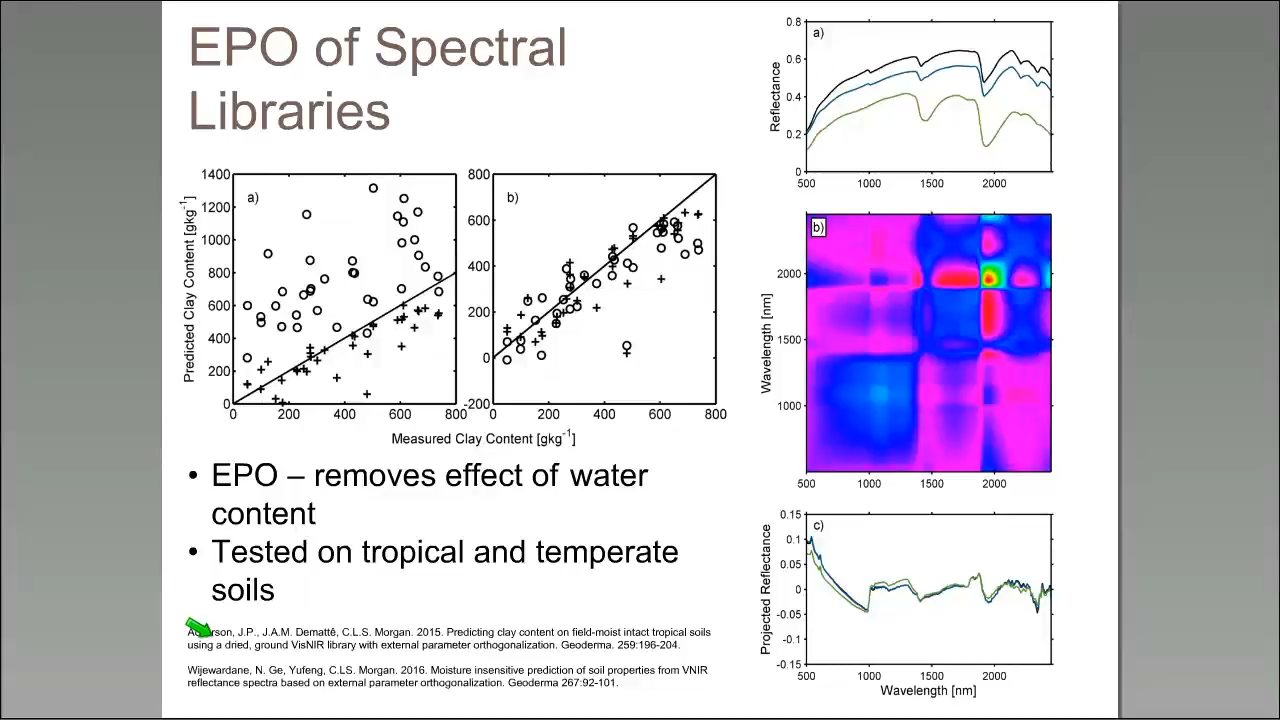 EPO of Spectral
Libraries
Predicted Clay Content [gkg-1]
1400
1200
1000
800
600
400
200
0
a)
0
200
400
600
800
800
600
400
200
0
-200
b)
0
200
400
600
800
Measured Clay Content [gkg-1]
• EPO – removes effect of water
content
• Tested on tropical and temperate
soils
J.P., J.A.M. Demattê, C.L.S. Morgan. 2015. Predicting clay content on field-moist intact tropical soils
using a dried, ground VisNIR library with external parameter orthogonalization. Geoderma. 259:196-204.
Wijewardane, N. Ge, Yufeng, C.LS. Morgan. 2016. Moisture insensitive prediction of soil properties from VNIR
reflectance spectra based on external parameter orthogonalization. Geoderma 267:92-101.
Reflectance
0.8
0.6
0.4
0.2
0
a)
500
1000
1500
2000
Wavelength [nm]
b)
2000
1500
1000
500
1000
1500
2000
Projected Reflectance
0.15
0.1
0.05
0
-0.05
-0.1
-0.15
c)
500
1000
1500
2000
Wavelength [nm]